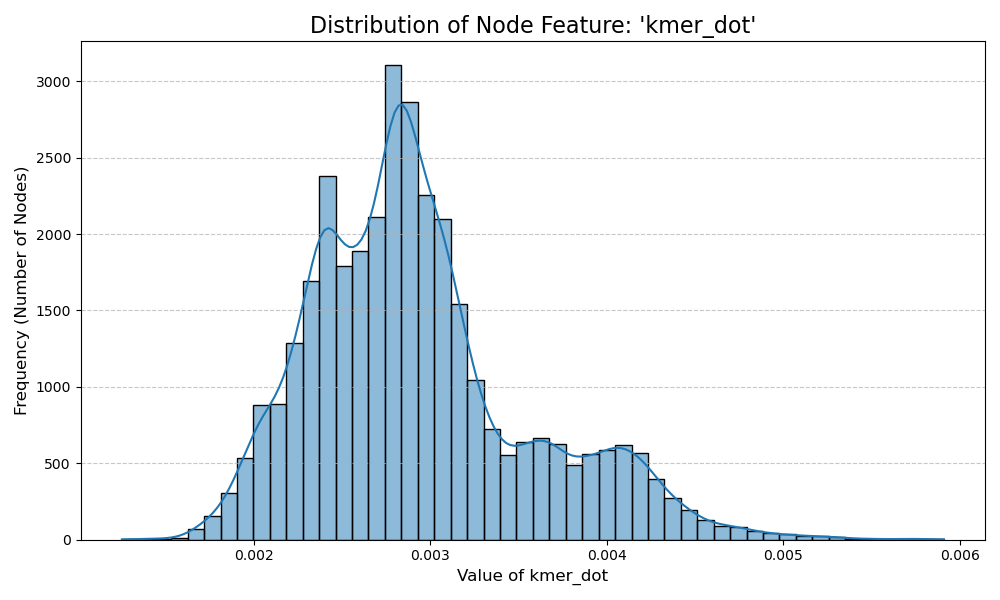 Distribution of Node Feature: 'kmer_dot'
Frequency (Number of Nodes)
3000
2500
2000
1500
1000
500
0
0.002 0.003 0.004 0.005 0.006
Value of kmer_dot